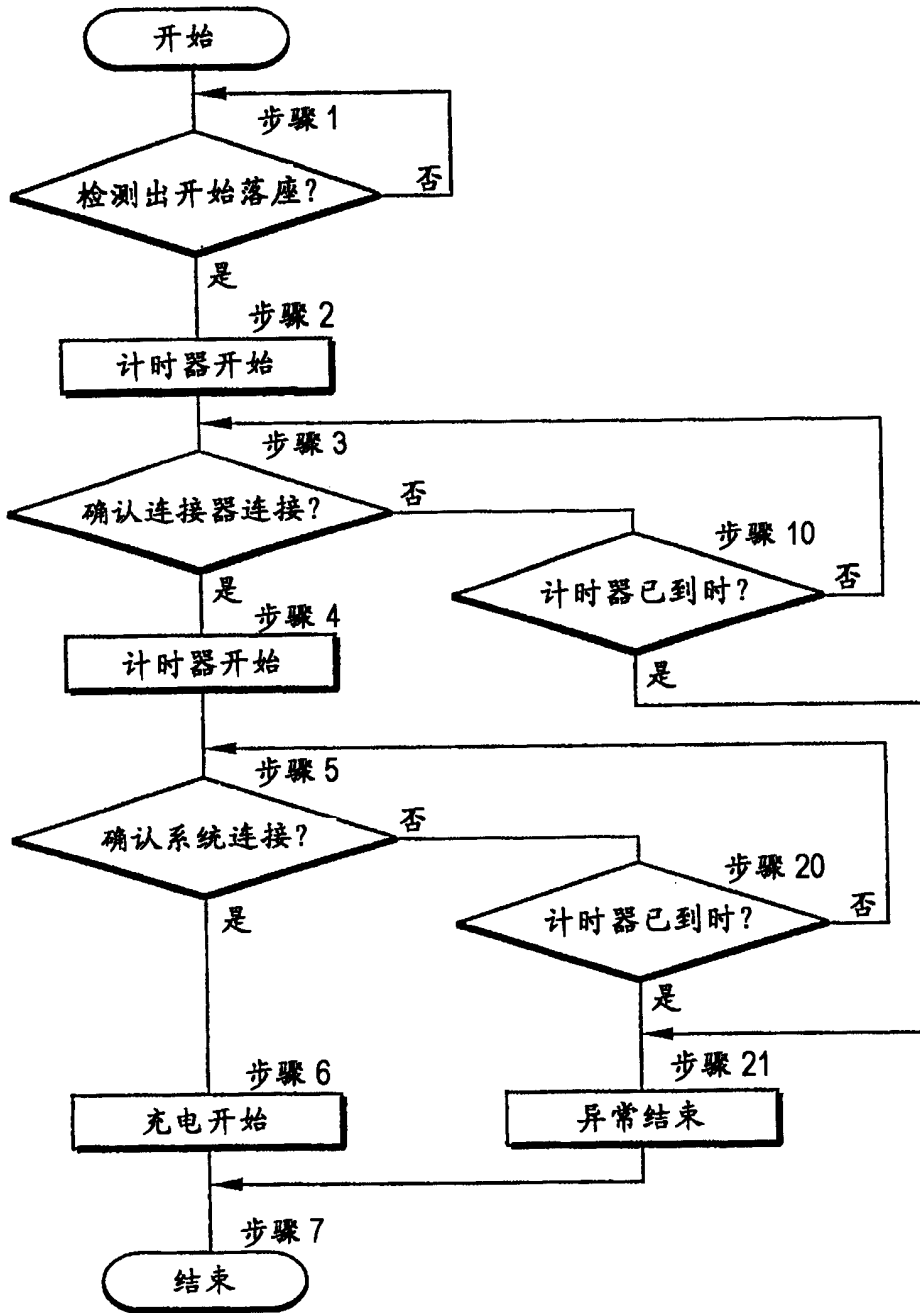 开始
步骤 1
检测出开始落座?
否
是
步骤 2
计时器开始
步骤 3
确认连接器连接?
否
步骤 10
计时器已到时?
否
是
步骤 4
是
计时器开始
步骤 5
确认系统连接?
否
步骤 20
计时器已到时?
否
是
是
步骤 6
步骤 21
充电开始
异常结束
步骤 7
结束